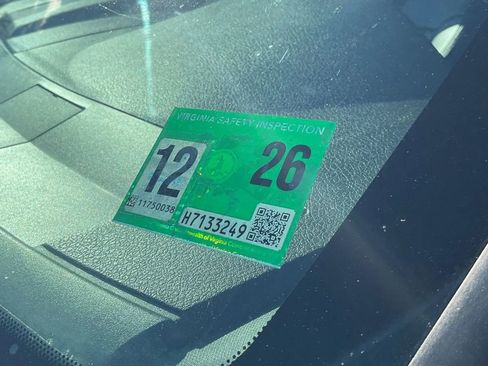 VIRGINIA SAFETY INSPECTION
12 26
11750038
H7133249